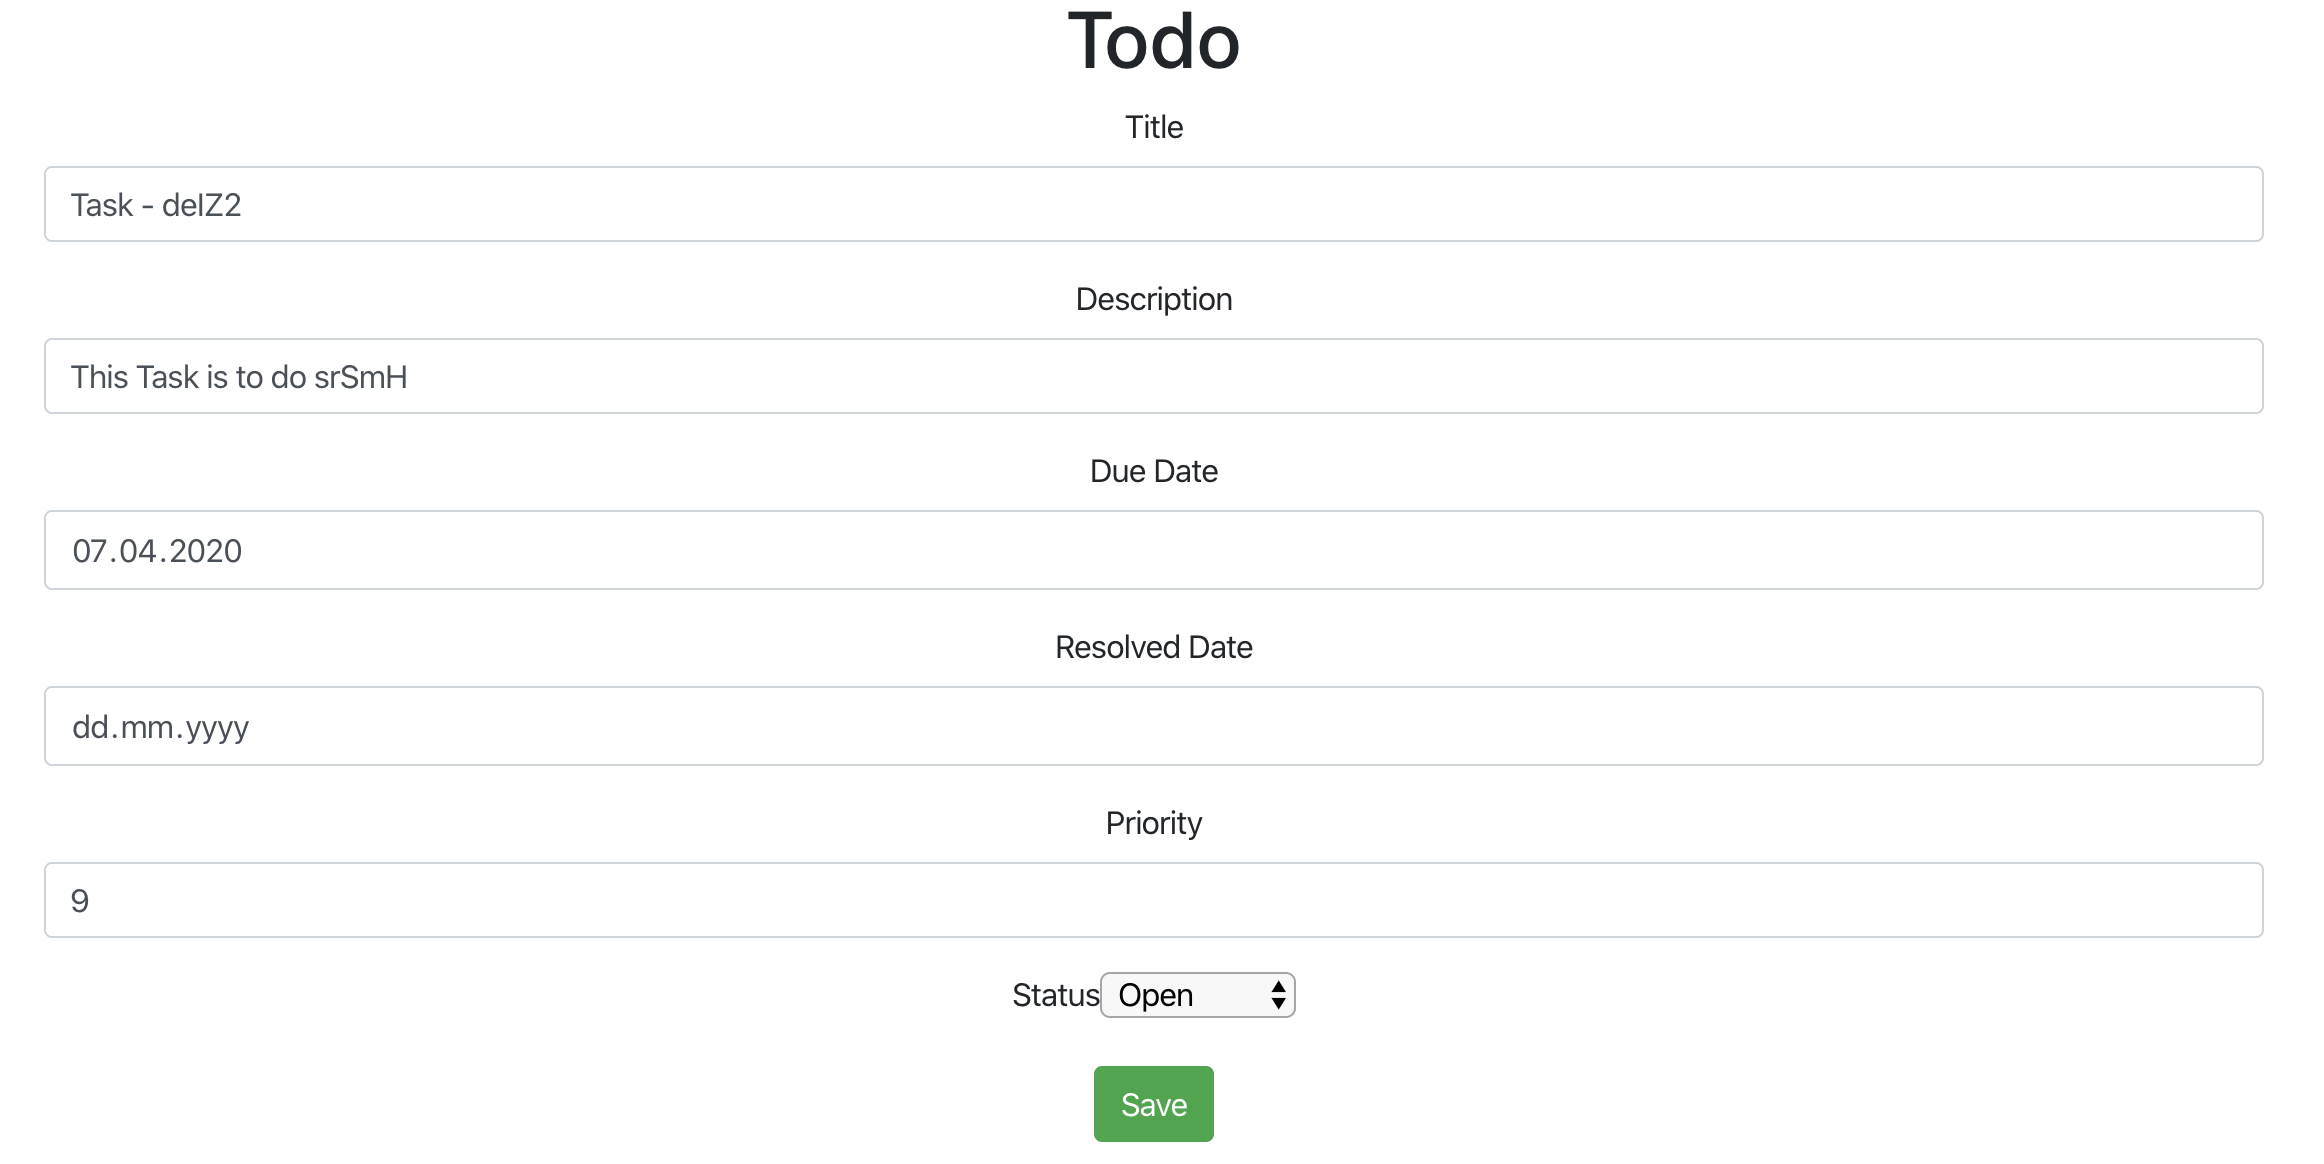 Todo
Title
Task - delZ2
Description
This Task is to do srSmH
Due Date
07.04.2020
Resolved Date
dd.mm.yyyy
Priority
9
Status Open
Save